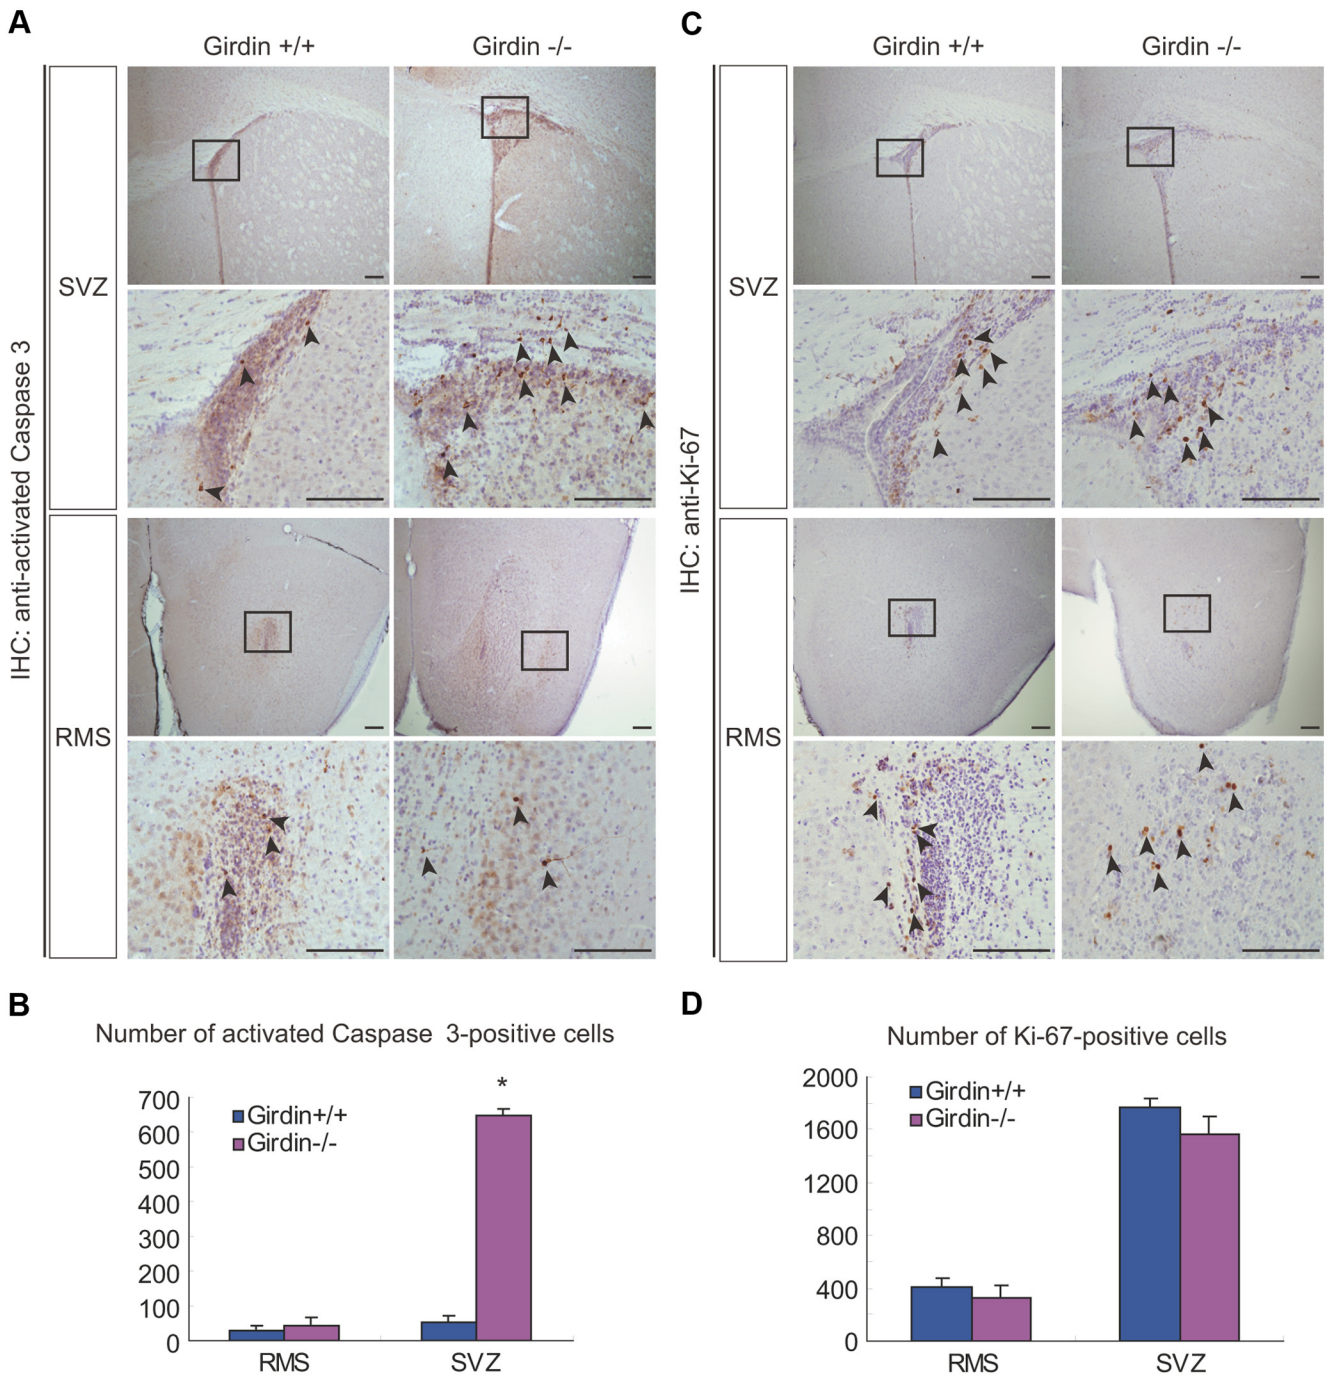 A
Girdin +/+
Girdin -/-
IHC: anti-activated Caspase 3
SVZ
RMS
C
Girdin +/+
Girdin -/-
IHC: anti-Ki-67
SVZ
RMS
B
Number of activated Caspase 3-positive cells
*
700
600
500
400
300
200
100
0
Girdin+/+
Girdin-/-
RMS
SVZ
D
Number of Ki-67-positive cells
2000
1600
1200
800
400
0
Girdin+/+
Girdin-/-
RMS
SVZ